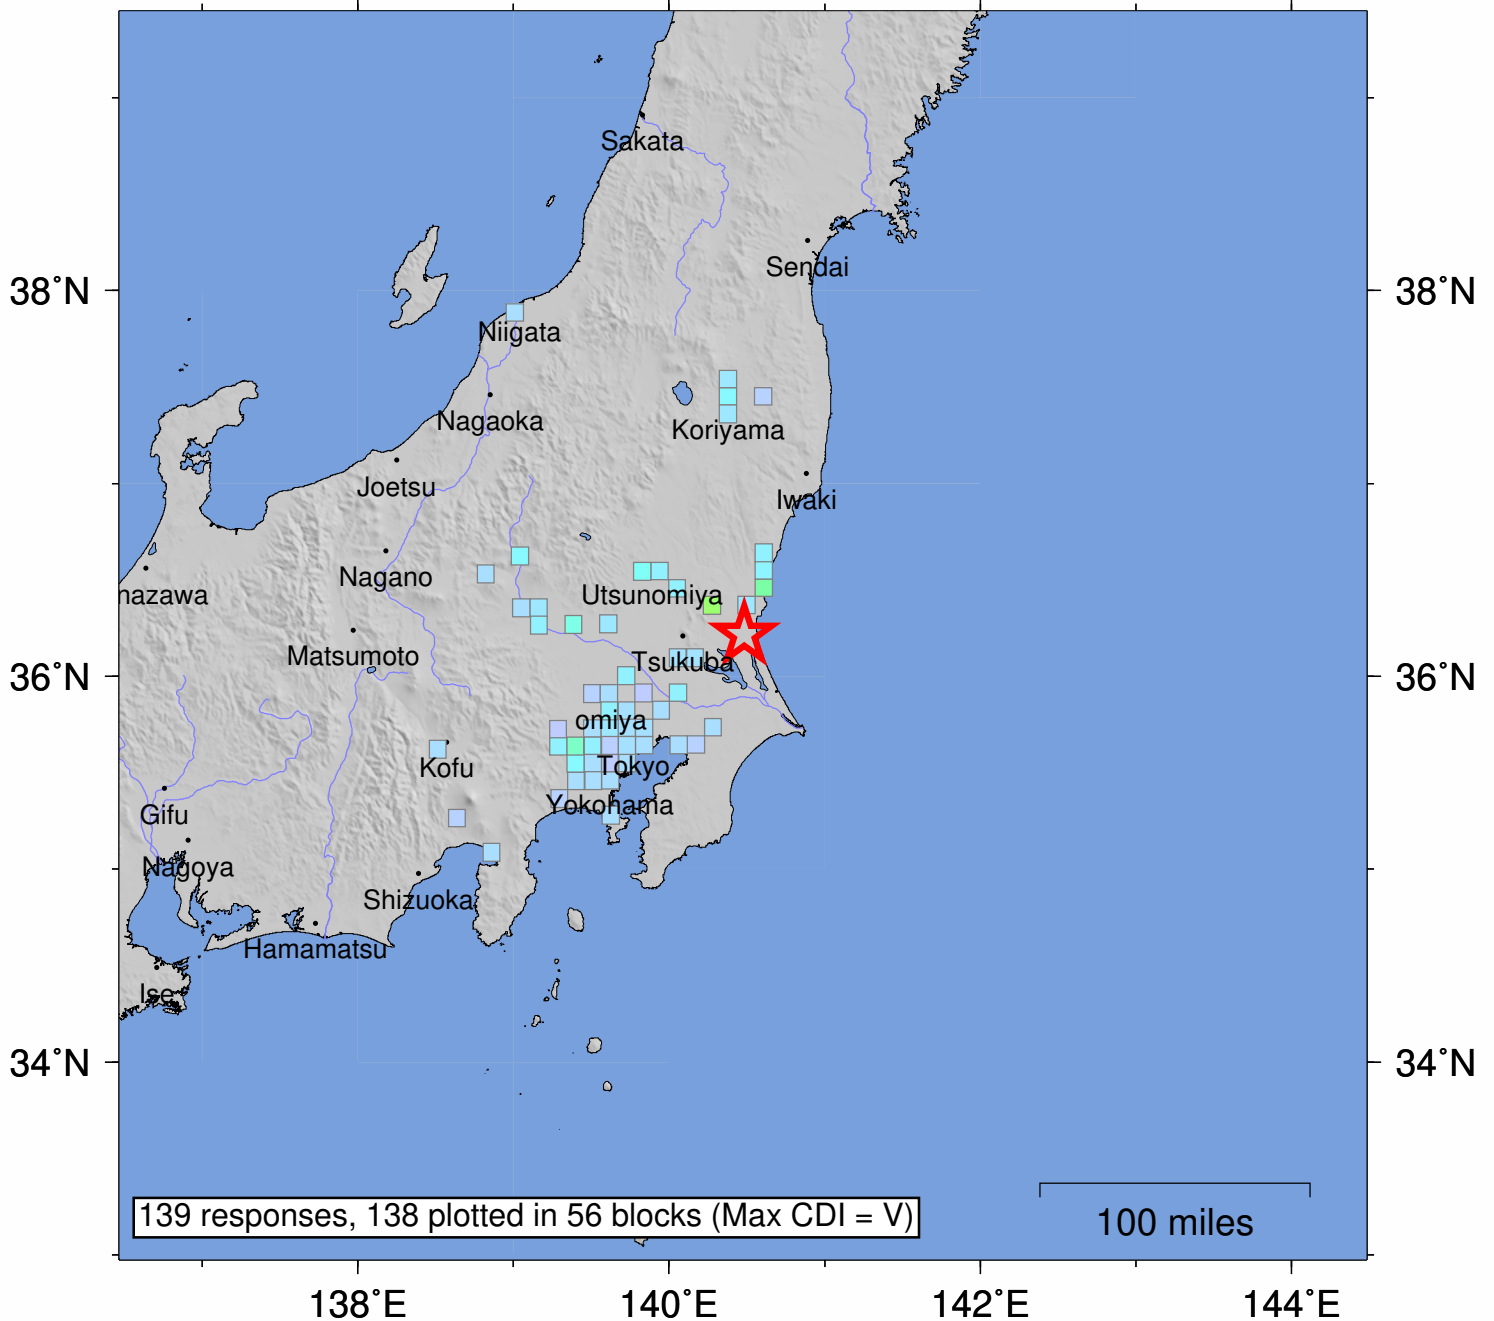 Sakata
Sendai
38°N
38°N
Niigata
Nagaoka
Koriyama
Joetsu
Iwaki
Nagano
nazawa
Utsunomiya
Matsumoto
Tsukuba
36°N
36°N
omiya
Kofu
Tokyo
Gifu
Yokohama
Nagoya
Shizuoka
Hamamatsu
Ise
34°N
34°N
139 responses, 138 plotted in 56 blocks (Max CDI = V)
100 miles
138°E
140°E
142°E
144°E